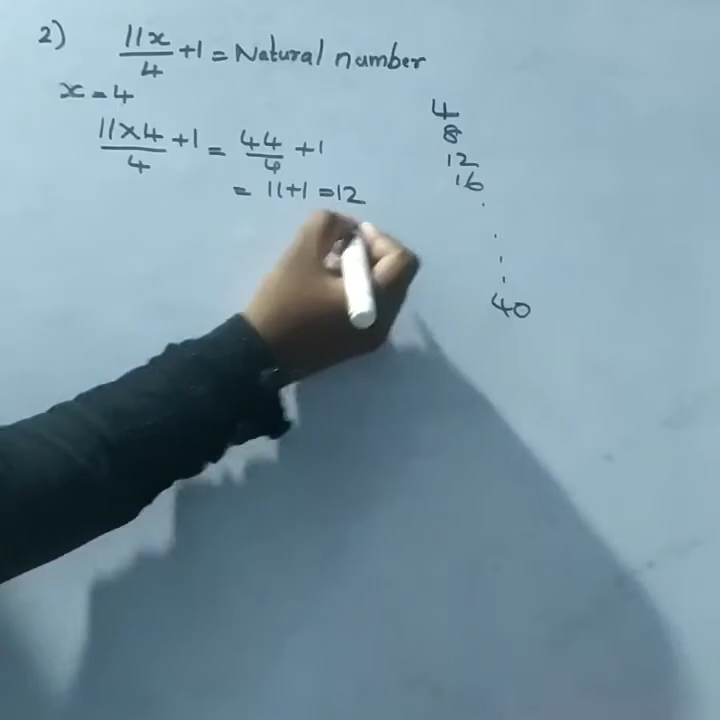 2) 11x/4 + 1 = Natural number
x = 4
11×4/4 + 1 = 44/4 + 1
= 11+1 = 12
4
8
12
16
.
.
.
.
40